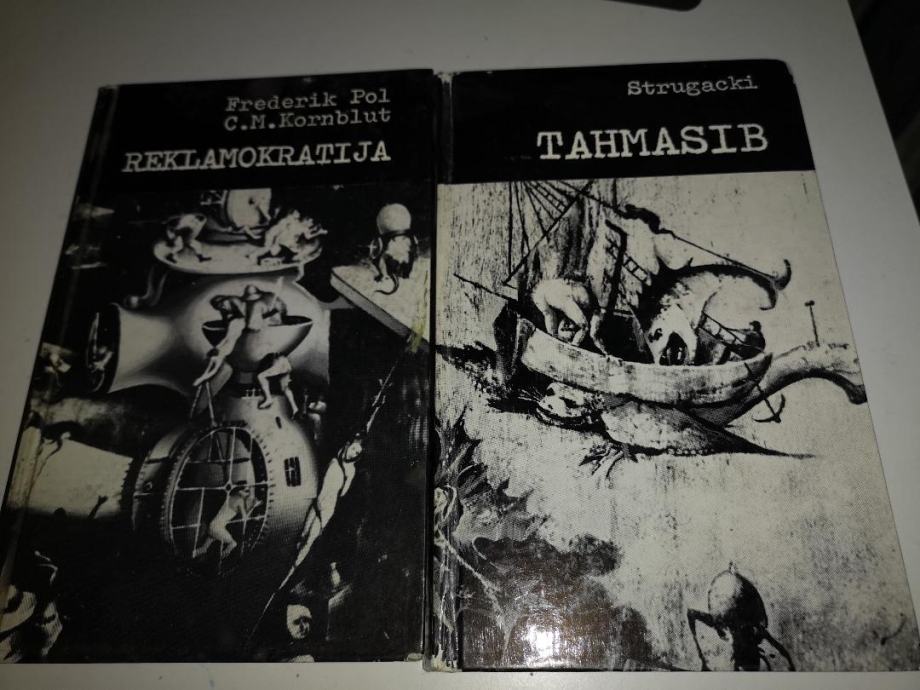 Frederik Pol
C.M.Kornblut
REKLAMOKRATIJA
Strugacki
TAHMASIB